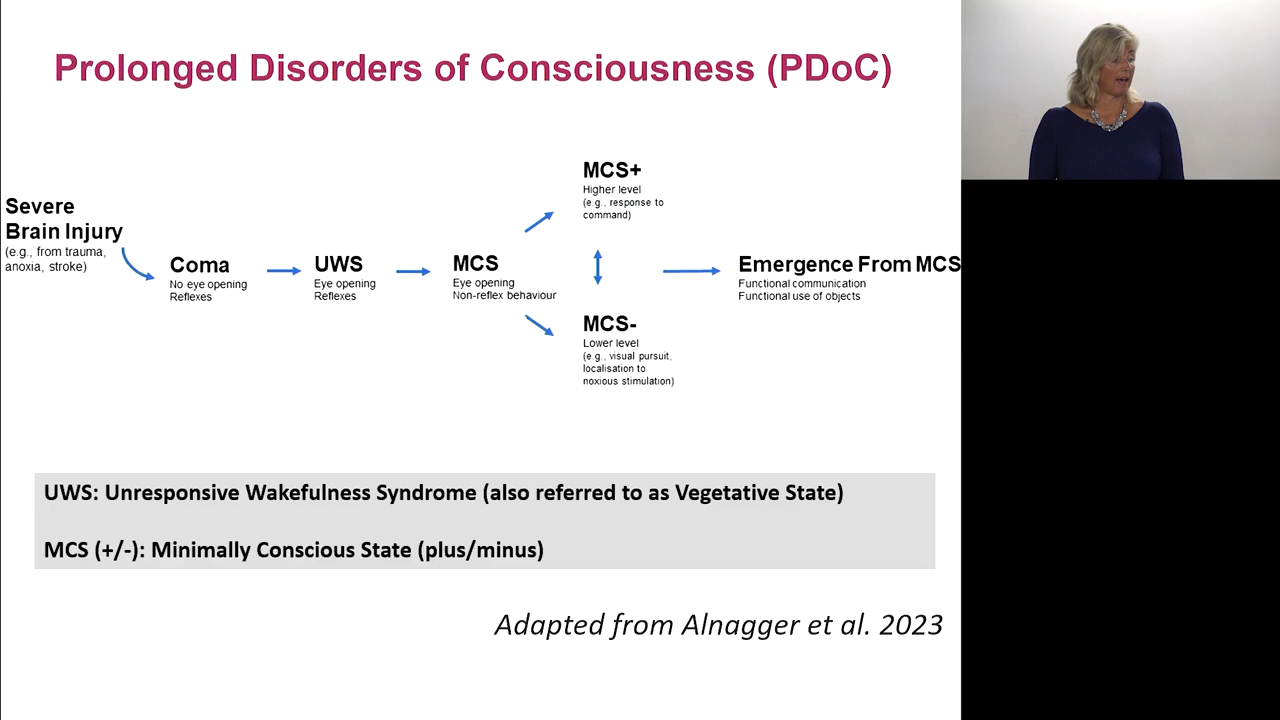 Prolonged Disorders of Consciousness (PDoC)
Severe
Brain Injury
(e.g., from trauma,
anoxia, stroke)
Coma
No eye opening
Reflexes
UWS
Eye opening
Reflexes
MCS
Eye opening
Non-reflex behaviour
MCS+
Higher level
(e.g., response to
command)
MCS-
Lower level
(e.g., visual pursuit,
localisation to
noxious stimulation)
Emergence From MCS
Functional communication
Functional use of objects
UWS: Unresponsive Wakefulness Syndrome (also referred to as Vegetative State)
MCS (+/-): Minimally Conscious State (plus/minus)
Adapted from Alnagger et al. 2023